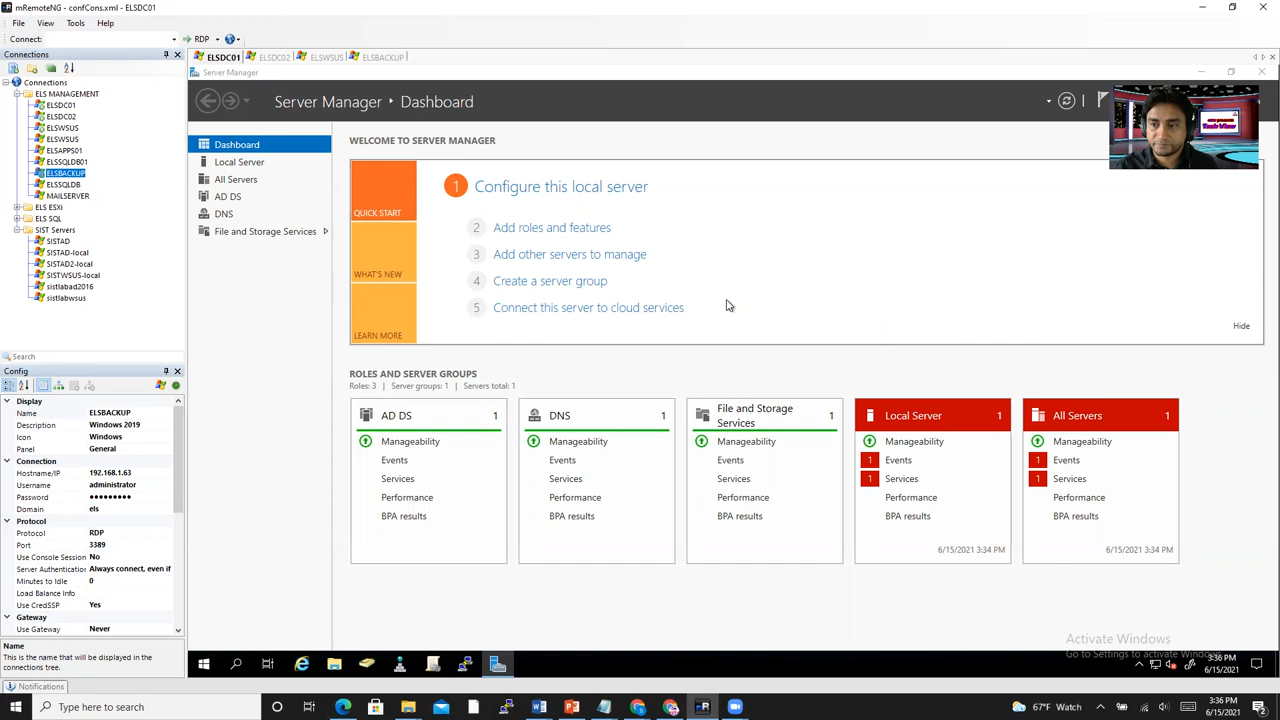 mRemoteNG - confCons.xml - ELSDC01
File View Tools Help
Connect: RDP
Connections
Connections
ELS MANAGEMENT
ELSDC01
ELSDC02
ELSWSUS
ELSWSUS
ELSAPPS01
ELSSQLDB01
ELSBACKUP
ELSSQLDB
MAILSERVER
ELS ESXi
ELS SQL
SIST Servers
SISTAD
SISTAD-local
SISTAD2-local
SISTWSUS-local
sistlabad2016
sistlabwsus
Search
Config
Display
Name ELSBACKUP
Description Windows 2019
Icon Windows
Panel General
Connection
Hostname/IP 192.168.1.63
Username administrator
Password •••••••••
Domain els
Protocol
Protocol RDP
Port 3389
Use Console Session No
Server Authentication Always connect, even if
Minutes to Idle 0
Load Balance Info
Use CredSSP Yes
Gateway
Use Gateway Never
Name
This is the name that will be displayed in the
connections tree.
Notifications
ELSDC01 ELSDC02 ELSWSUS ELSBACKUP
Server Manager
Server Manager • Dashboard
Tech View
Dashboard
Local Server
All Servers
AD DS
DNS
File and Storage Services
WELCOME TO SERVER MANAGER
QUICK START
WHAT'S NEW
LEARN MORE
1 Configure this local server
2 Add roles and features
3 Add other servers to manage
4 Create a server group
5 Connect this server to cloud services
Hide
ROLES AND SERVER GROUPS
Roles: 3 | Server groups: 1 | Servers total: 1
AD DS 1
Manageability
Events
Services
Performance
BPA results
DNS 1
Manageability
Events
Services
Performance
BPA results
File and Storage
Services 1
Manageability
Events
Services
Performance
BPA results
Local Server 1
Manageability
1 Events
1 Services
Performance
BPA results
6/15/2021 3:34 PM
All Servers 1
Manageability
1 Events
1 Services
Performance
BPA results
6/15/2021 3:34 PM
Activate Windows
Go to Settings to activate Windows.
3:36 PM
6/15/2021
Type here to search
67°F Haze
3:36 PM
6/15/2021